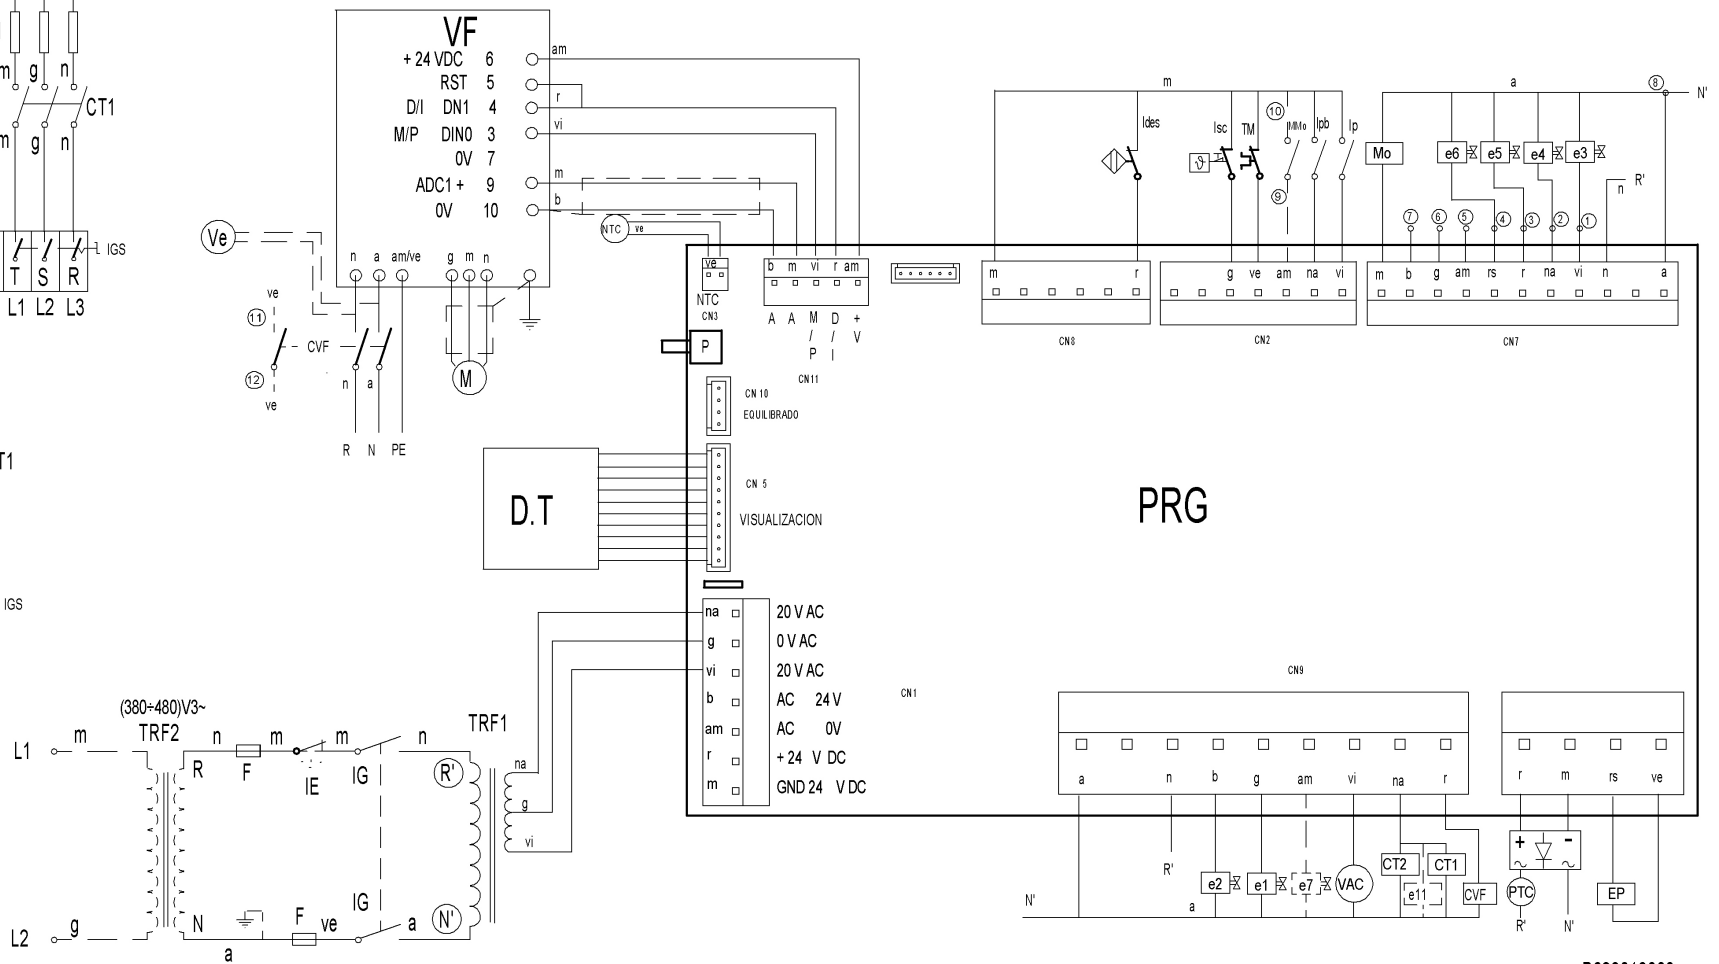 VF
+ 24 VDC 6 am
RST 5
D/I DN1 4 r
M/P DIN0 3 vi
0V 7
ADC1 + 9 m
0V 10 b
n a am/ve g m n
m g n
CT1
m g n
T S R IGS
L1 L2 L3
Ve
ve
11
CVF
12
ve
n a
R N PE
M
NTC ve
ve
NTC
CN3
b m vi r am
A A M/P D/I +V
CN11
P
CN 10
EQUILIBRADO
CN 5
VISUALIZACION
D.T
T1
IGS
PRG
m
Ides
Isc TM 10 IMMo Ipb Ip
ϑ
9
m r
CN8
g ve am na vi
CN2
a 8 N'
Mo e6 e5 e4 e3
n R'
7 6 5 4 3 2 1
m b g am rs r na vi n a
CN7
na 20 V AC
g 0 V AC
vi 20 V AC
b AC 24 V
am AC 0V
r + 24 V DC
m GND 24 V DC
CN1
(380÷480)V3~
TRF2
TRF1
L1 m R n F m IE m IG n R'
na
g
vi
L2 g N a F ve IG a N'
CN9
a n b g am vi na r
r m rs ve
R'
e2 e1 e7 VAC CT2 CT1
e11 CVF
N' a
+ -
~ ~
PTC EP
R' N'